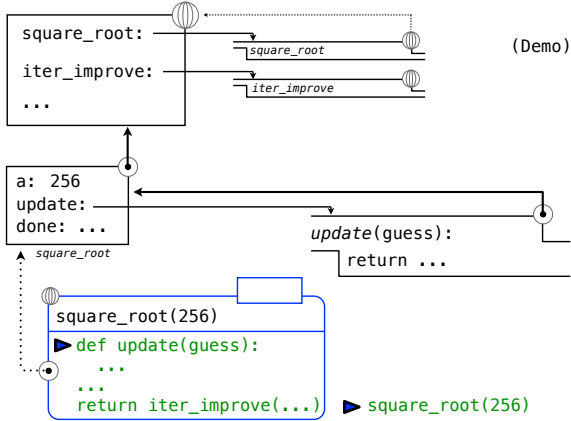 square_root:
square_root
(Demo)
iter_improve:
iter_improve
...
a: 256
update:
done: ...
square_root
update(guess):
return ...
square_root(256)
def update(guess):
...
...
return iter_improve(...)
square_root(256)